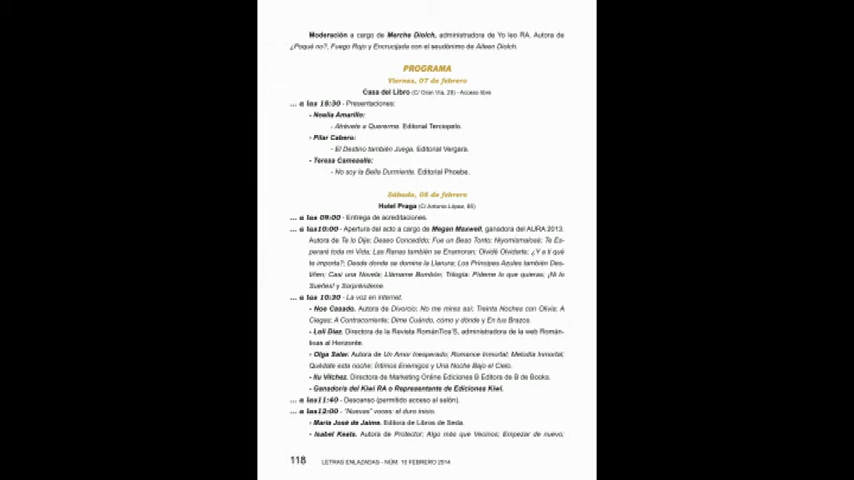 Moderación a cargo de Merche Diolch, administradora de Yo leo RA. Autora de
¿Poqué no?, Fuego Rojo y Encrucijada con el seudónimo de Aileen Diolch.
PROGRAMA
Viernes, 07 de febrero
Casa del Libro (C/ Gran Vía, 29) - Acceso libre
... a las 18:30 - Presentaciones:
- Noelia Amarillo:
- Atrévete a Quererme. Editorial Terciopelo.
- Pilar Cabero:
- El Destino también Juega. Editorial Vergara.
- Teresa Cameselle:
- No soy la Bella Durmiente. Editorial Phoebe.
Sábado, 08 de febrero
Hotel Praga (C/ Antonio López, 65)
... a las 09:00 - Entrega de acreditaciones.
... a las10:00 - Apertura del acto a cargo de Megan Maxwell, ganadora del AURA 2013.
Autora de Te lo Dije; Deseo Concedido; Fue un Beso Tonto; Niyomismalosé; Te Es-
peraré toda mi Vida; Las Ranas también se Enamoran; Olvidé Olvidarte; ¿Y a ti qué
te importa?; Desde donde se domina la Llanura; Los Príncipes Azules también Des-
tiñen; Casi una Novela; Llámame Bombón; Trilogía: Pídeme lo que quieras; ¡Ni lo
Sueñes! y Sorpréndeme.
... a las 10:30 - La voz en internet.
- Noe Casado. Autora de Divorcio; No me mires así; Treinta Noches con Olivia; A
Ciegas; A Contracorriente; Dime Cuándo, cómo y dónde y En tus Brazos.
- Loli Díaz. Directora de la Revista RománTica'S, administradora de la web Román-
ticas al Horizonte.
- Olga Salar. Autora de Un Amor Inesperado; Romance Inmortal; Melodía Inmortal;
Quédate esta noche; Íntimos Enemigos y Una Noche Bajo el Cielo.
- Ilu Vílchez. Directora de Marketing Online Ediciones B Editora de B de Books.
- Ganador/a del Kiwi RA o Representante de Ediciones Kiwi.
... a las11:40 - Descanso (permitido acceso al salón).
... a las12:00 - "Nuevas" voces: el duro inicio.
- María José de Jaime. Editora de Libros de Seda.
- Isabel Keats. Autora de Protector; Algo más que Vecinos; Empezar de nuevo;
118 LETRAS ENLAZADAS - NÚM. 10 FEBRERO 2014